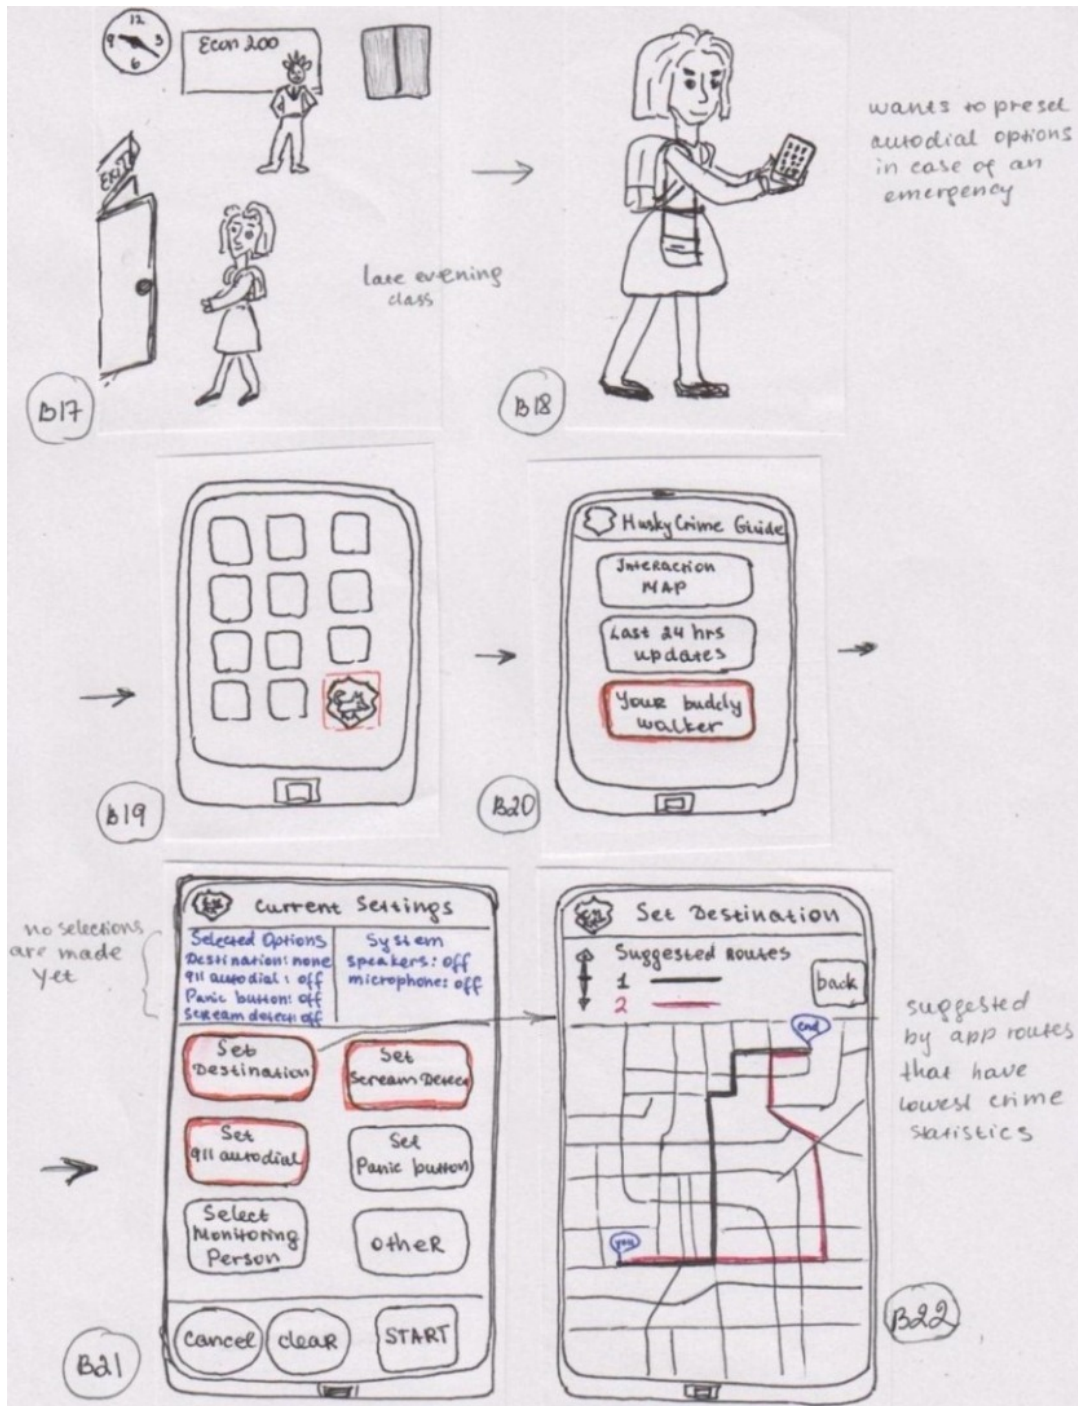 12
9
3
6
Econ 200
EXIT
late evening
class
B17
wants to preset
autodial options
in case of an
emergency
B18
B19
Husky Crime Guide
Interaction
MAP
Last 24 hrs
updates
Your buddy
walker
B20
no selections
are made
yet
Current Settings
Selected Options
Destination: none
911 autodial: off
Panic button: off
Scream detect: off
System
speakers: off
microphone: off
Set
Destination
Set
Scream Detect
Set
911 autodial
Set
Panic button
Select
Monitoring
Person
other
cancel
clear
START
B21
Set Destination
Suggested Routes
1
2
back
end
you
suggested
by app routes
that have
lowest crime
statistics
B22